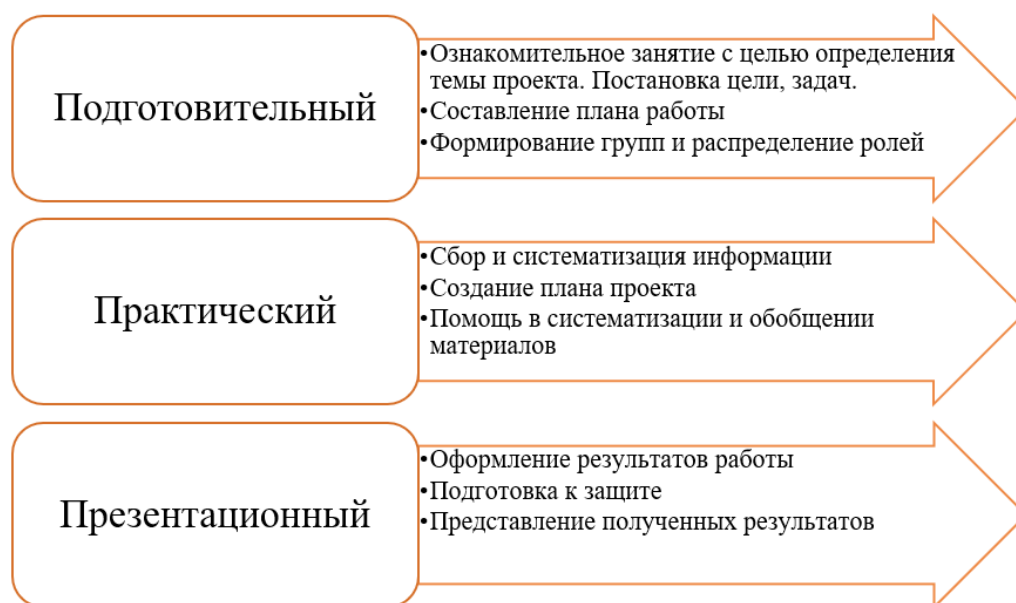 Подготовительный
•Ознакомительное занятие с целью определения
темы проекта. Постановка цели, задач.
•Составление плана работы
•Формирование групп и распределение ролей
Практический
•Сбор и систематизация информации
•Создание плана проекта
•Помощь в систематизации и обобщении
материалов
Презентационный
•Оформление результатов работы
•Подготовка к защите
•Представление полученных результатов